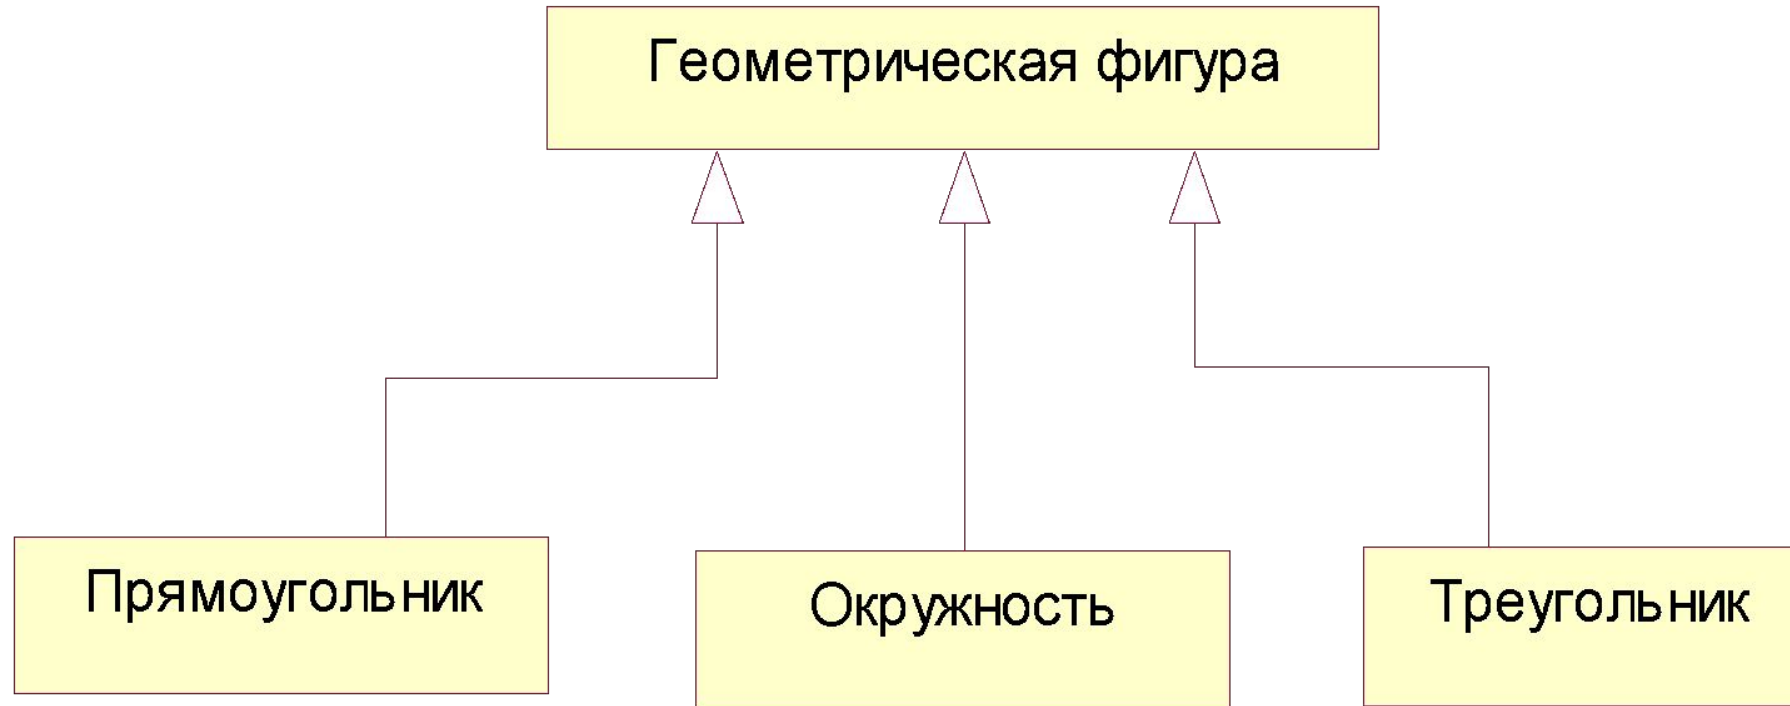 Геометрическая фигура
Прямоугольник
Окружность
Треугольник